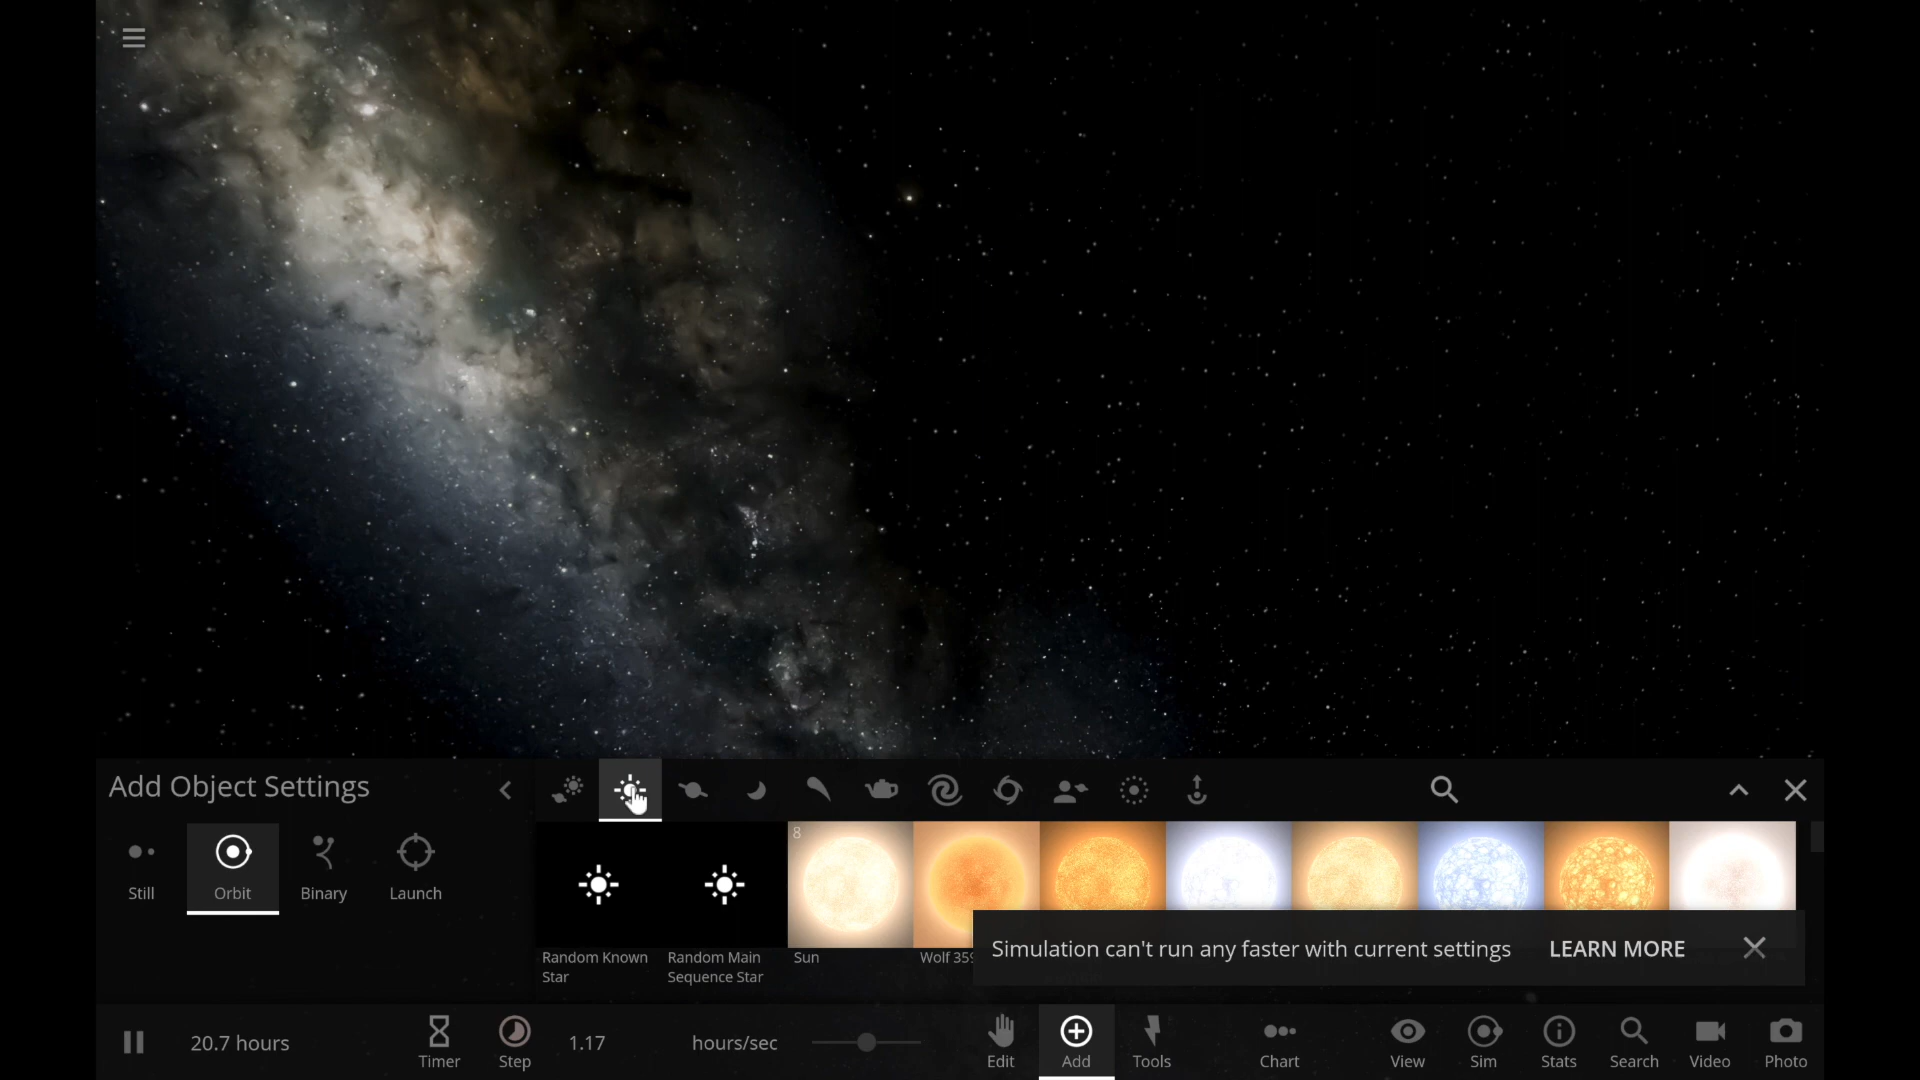 Add Object Settings
Still
Orbit
Binary
Launch
8
Random Known
Star
Random Main
Sequence Star
Sun
Wolf 359
Simulation can't run any faster with current settings
LEARN MORE
20.7 hours
Timer
Step
1.17
hours/sec
Edit
Add
Tools
Chart
View
Sim
Stats
Search
Video
Photo